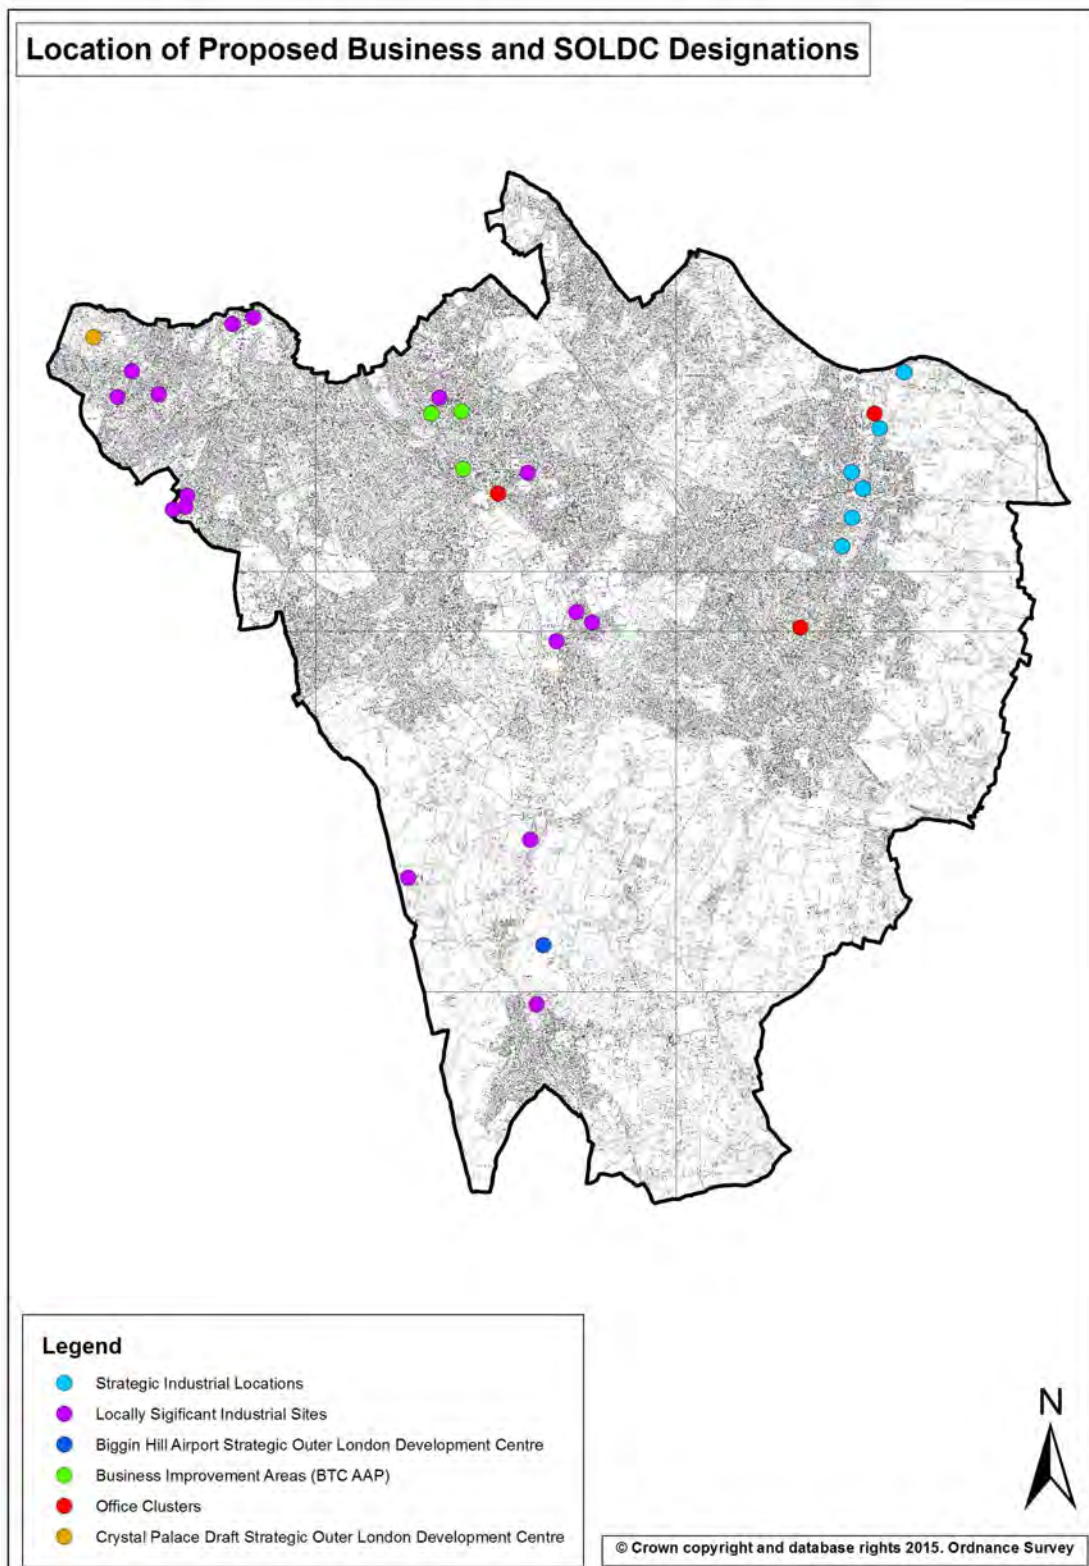 Location of Proposed Business and SOLDC Designations
Legend
Strategic Industrial Locations
Locally Sigificant Industrial Sites
Biggin Hill Airport Strategic Outer London Development Centre
Business Improvement Areas (BTC AAP)
Office Clusters
Crystal Palace Draft Strategic Outer London Development Centre
N
© Crown copyright and database rights 2015. Ordnance Survey